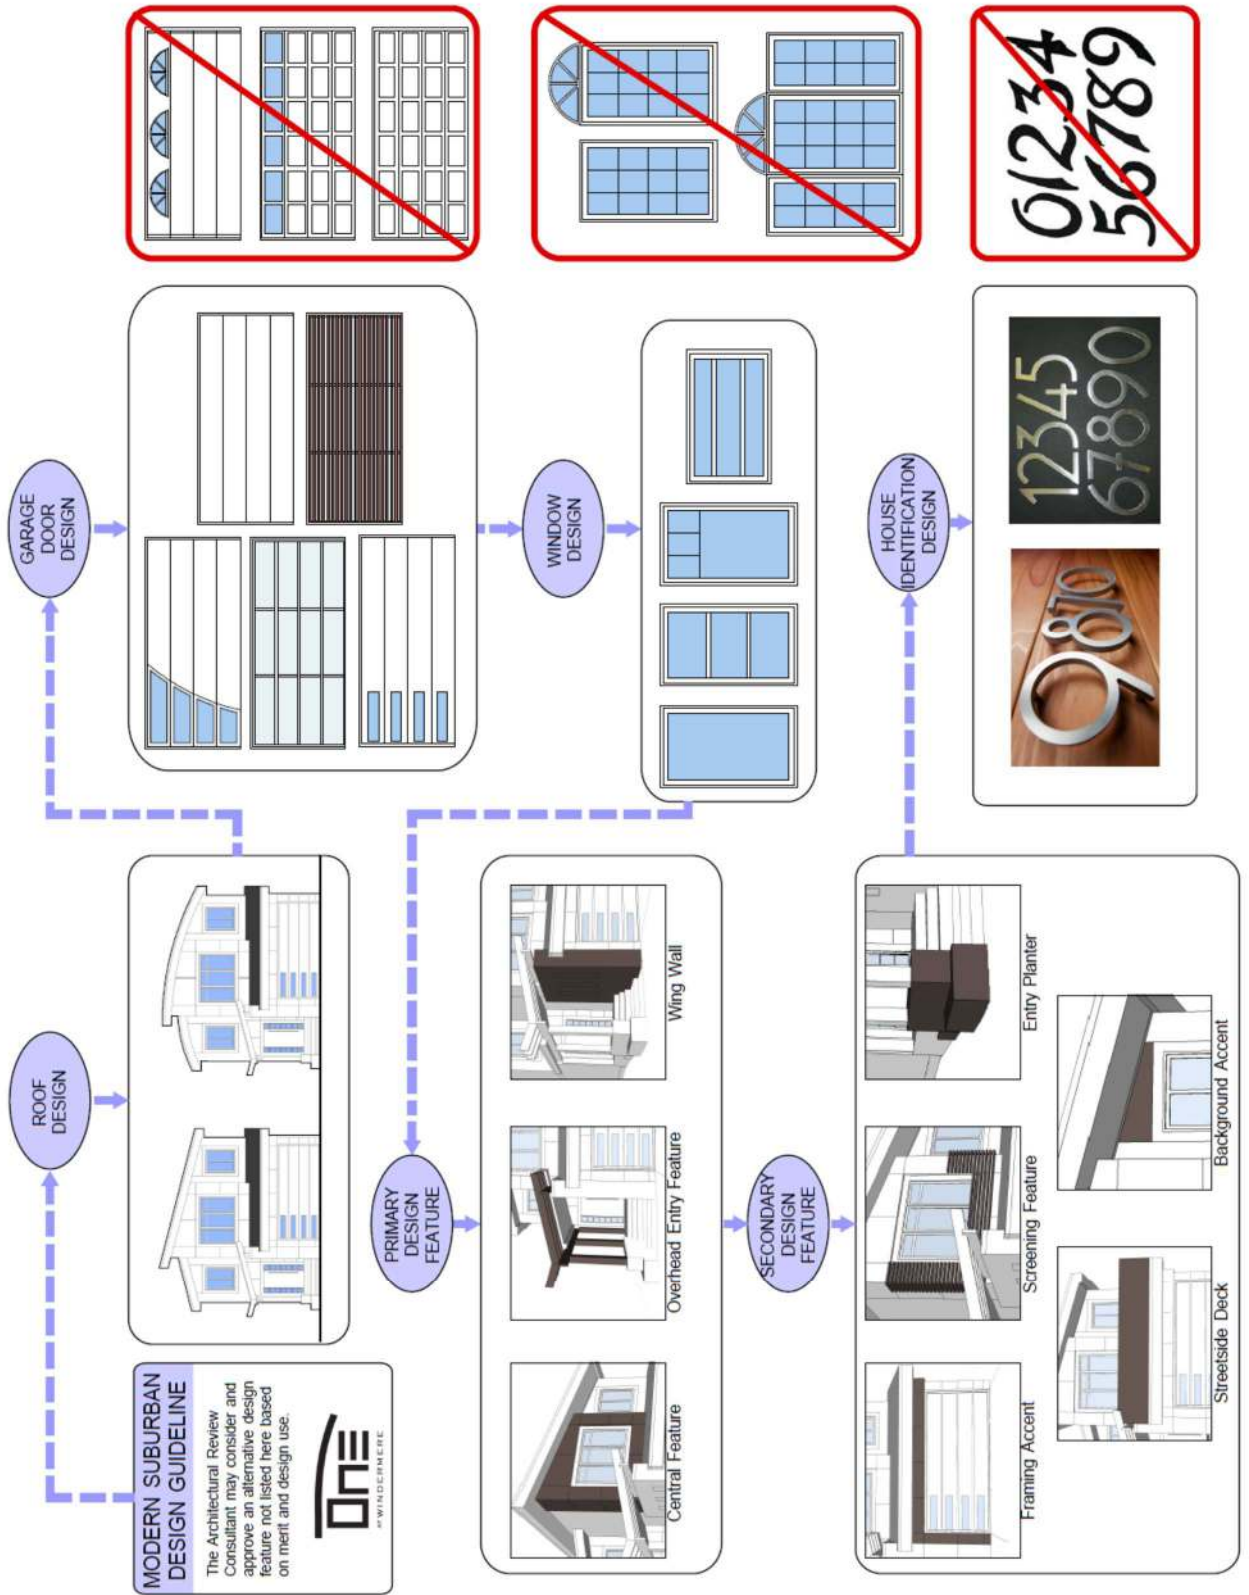 MODERN SUBURBAN
DESIGN GUIDELINE
The Architectural Review
Consultant may consider and
approve an alternative design
feature not listed here based
on merit and design use.
ONE
AT WINDERMERE
ROOF
DESIGN
GARAGE
DOOR
DESIGN
WINDOW
DESIGN
PRIMARY
DESIGN
FEATURE
Central Feature
Overhead Entry Feature
Wing Wall
SECONDARY
DESIGN
FEATURE
Framing Accent
Screening Feature
Entry Planter
Streetside Deck
Background Accent
HOUSE
IDENTIFICATION
DESIGN
9870
12345
67890
01234
56789